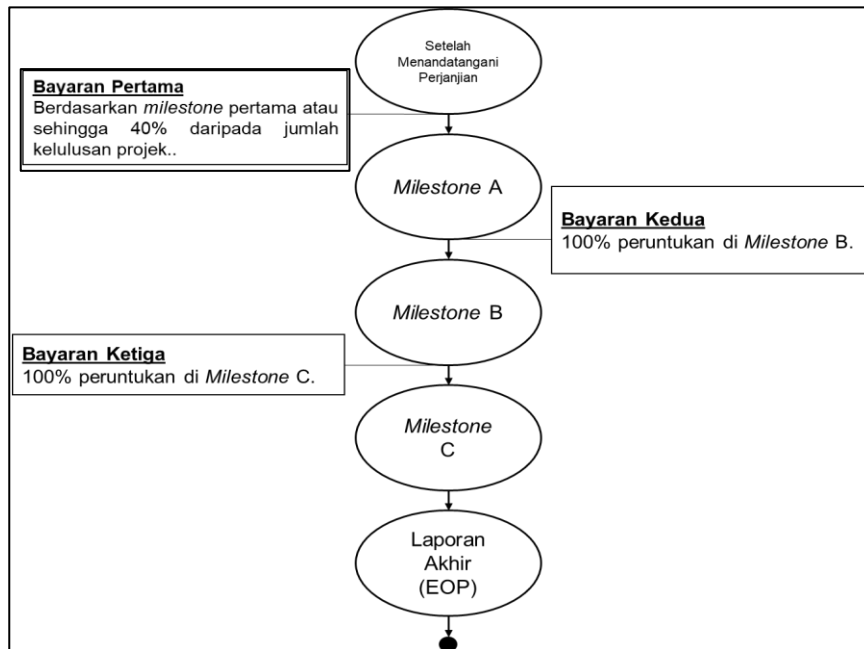 Setelah
Menandatangani
Perjanjian
Bayaran Pertama
Berdasarkan milestone pertama atau
sehingga 40% daripada jumlah
kelulusan projek..
Milestone A
Bayaran Kedua
100% peruntukan di Milestone B.
Milestone B
Bayaran Ketiga
100% peruntukan di Milestone C.
Milestone
C
Laporan
Akhir
(EOP)